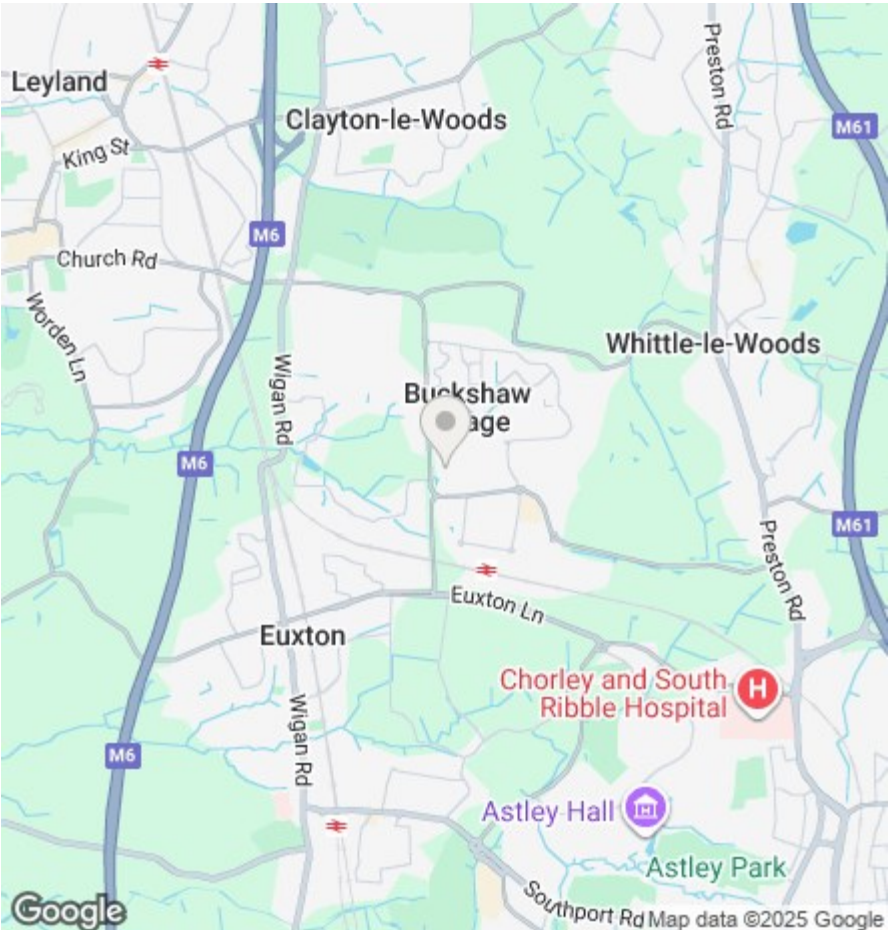 Leyland
Clayton-le-Woods
Preston Rd
M61
King St
M6
Church Rd
Worden Ln
Wigan Rd
Whittle-le-Woods
Buckshaw
M6
M61
Preston Rd
Euxton Ln
Euxton
Chorley and South
Ribble Hospital
H
Wigan Rd
M6
Astley Hall
Astley Park
Southport Rd
Google
Map data ©2025 Google